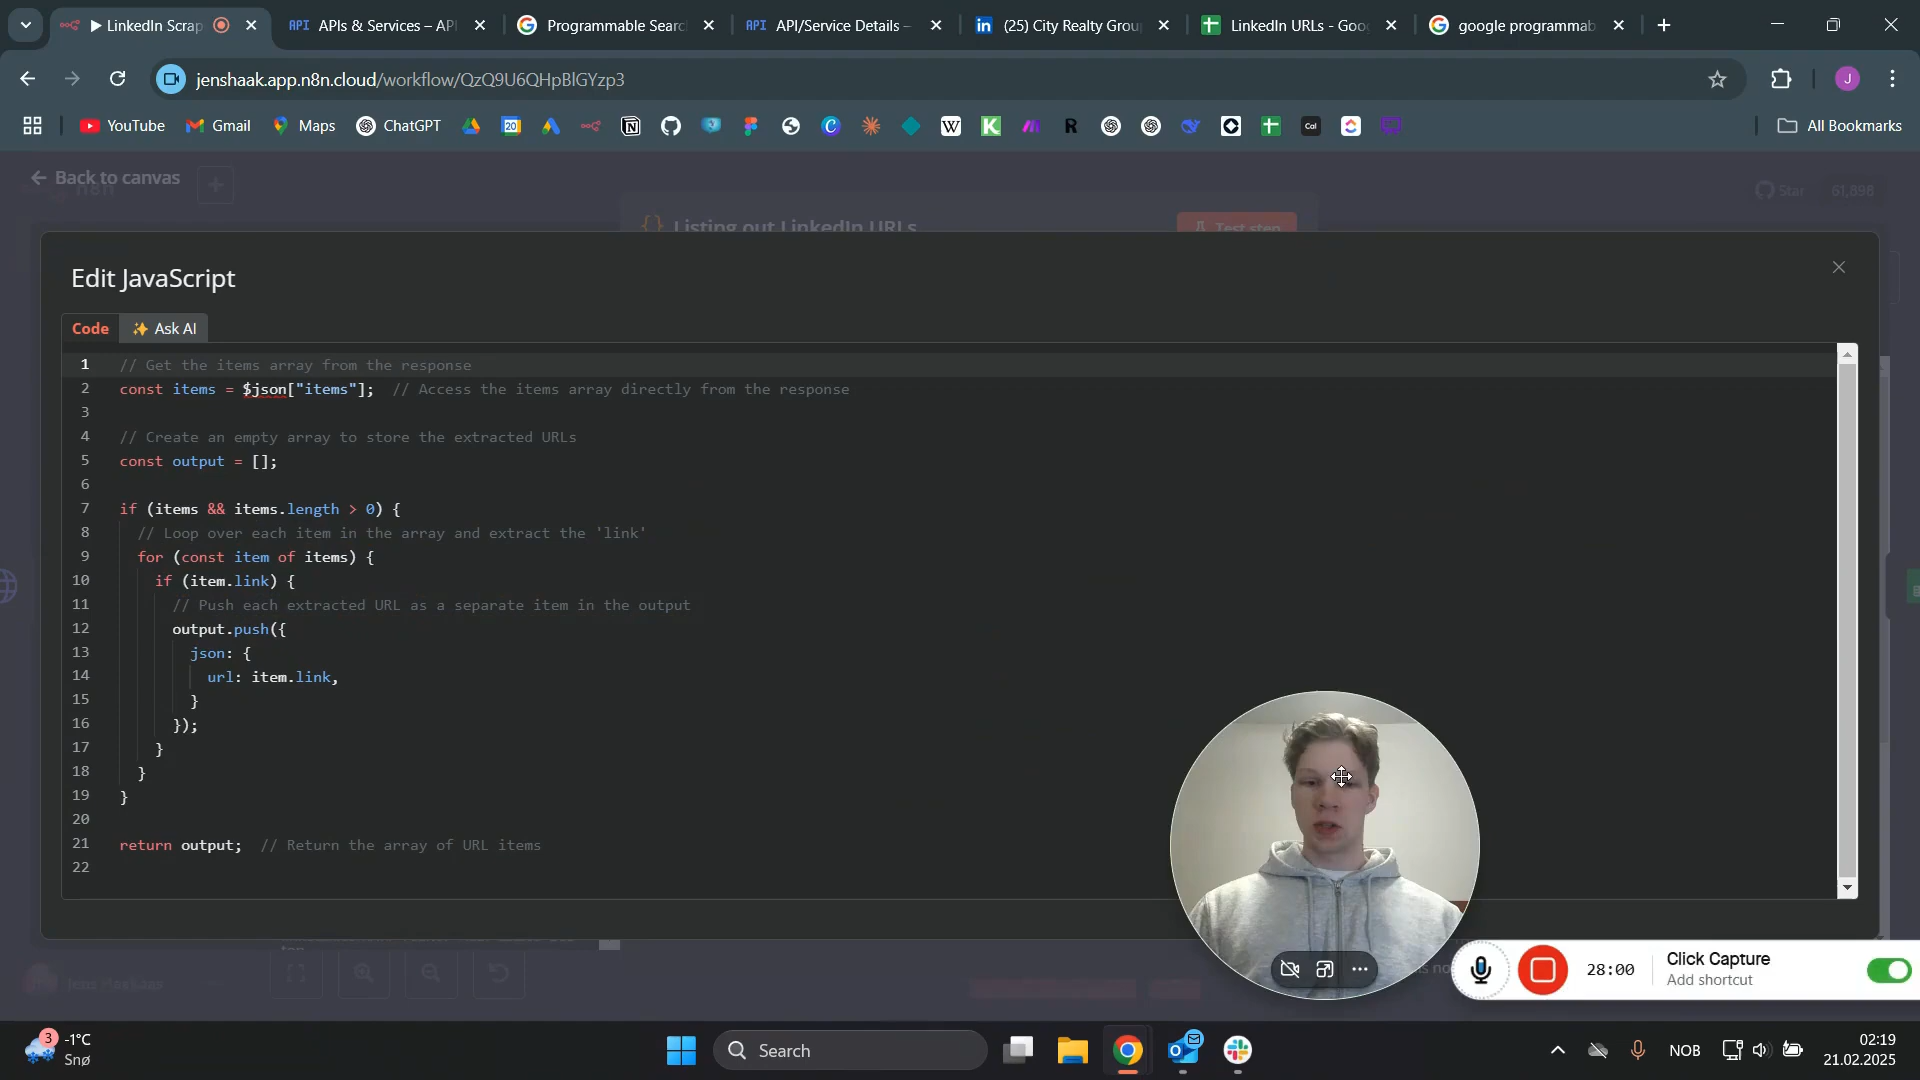 LinkedIn Scrap
APIs & Services – API
Programmable Searc
API/Service Details –
(25) City Realty Grou
LinkedIn URLs - Goo
google programmab
jenshaak.app.n8n.cloud/workflow/QzQ9U6QHpBlGYzp3
YouTube
Gmail
Maps
ChatGPT
All Bookmarks
Back to canvas
Star
61,898
Listing out LinkedIn URLs
Test step
Edit JavaScript
Code
Ask AI
1 // Get the items array from the response
2 const items = $json["items"];  // Access the items array directly from the response
3
4 // Create an empty array to store the extracted URLs
5 const output = [];
6
7 if (items && items.length > 0) {
8 // Loop over each item in the array and extract the 'link'
9 for (const item of items) {
10 if (item.link) {
11 // Push each extracted URL as a separate item in the output
12 output.push({
13 json: {
14 url: item.link,
15 }
16 });
17 }
18 }
19 }
20
21 return output;  // Return the array of URL items
22
28:00
Click Capture
Add shortcut
3
-1°C
Snø
Search
NOB
02:19
21.02.2025